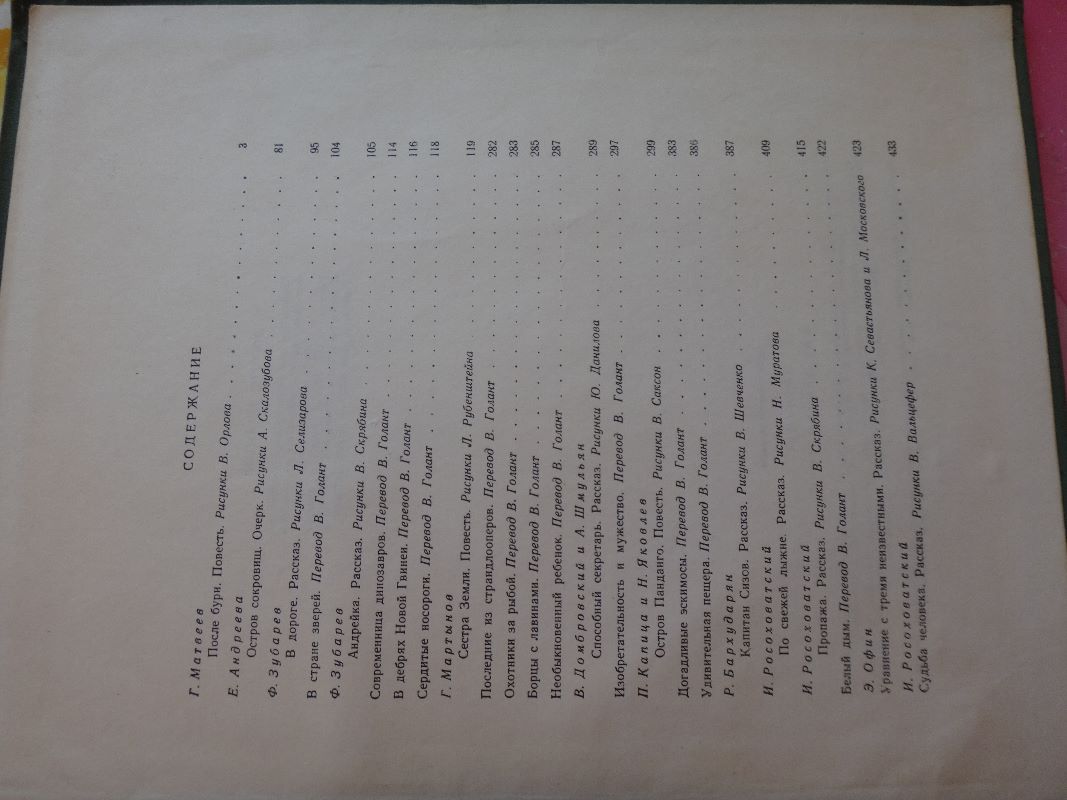 СОДЕРЖАНИЕ
Г. Матвеев
После бури. Повесть. Рисунки В. Орлова . . . . . . . . . . . . . . . 3
Е. Андреева
Остров сокровищ. Очерк. Рисунки А. Скалозубова . . . . . . . . . . . . 81
Ф. Зубарев
В дороге. Рассказ. Рисунки Л. Селизарова . . . . . . . . . . . . . 95
В стране зверей. Перевод В. Голант . . . . . . . . . . . . . . . . 104
Ф. Зубарев
Андрейка. Рассказ. Рисунки В. Скрябина . . . . . . . . . . . . . . 105
Современница динозавров. Перевод В. Голант . . . . . . . . . . . . . 114
В дебрях Новой Гвинеи. Перевод В. Голант . . . . . . . . . . . . . 116
Сердитые носороги. Перевод В. Голант . . . . . . . . . . . . . . . 118
Г. Мартынов
Сестра Земли. Повесть. Рисунки Л. Рубенштейна . . . . . . . . . . . 119
Последние из страндлооперов. Перевод В. Голант . . . . . . . . . . . 282
Охотники за рыбой. Перевод В. Голант . . . . . . . . . . . . . . . 283
Борцы с лавинами. Перевод В. Голант . . . . . . . . . . . . . . . 285
Необыкновенный ребенок. Перевод В. Голант . . . . . . . . . . . . . 287
В. Домбровский и А. Шмульян
Способный секретарь. Рассказ. Рисунки Ю. Данилова . . . . . . . . . 289
Изобретательность и мужество. Перевод В. Голант . . . . . . . . . . . 297
П. Капица и Н. Яковлев
Остров Панданго. Повесть. Рисунки В. Саксон . . . . . . . . . . . . 299
Догадливые эскимосы. Перевод В. Голант . . . . . . . . . . . . . . 383
Удивительная пещера. Перевод В. Голант . . . . . . . . . . . . . . 386
Р. Бархударян
Капитан Сизов. Рассказ. Рисунки В. Шевченко . . . . . . . . . . . . 387
И. Росоховатский
По свежей лыжне. Рассказ. Рисунки Н. Муратова . . . . . . . . . . . 409
И. Росоховатский
Пропажа. Рассказ. Рисунки В. Скрябина . . . . . . . . . . . . . . 415
Белый дым. Перевод В. Голант . . . . . . . . . . . . . . . . . . 422
Э. Офин
Уравнение с тремя неизвестными. Рассказ. Рисунки К. Севастьянова и Л. Московского 423
И. Росоховатский
Судьба человека. Рассказ. Рисунки В. Вальцефер . . . . . . . . . . . 433